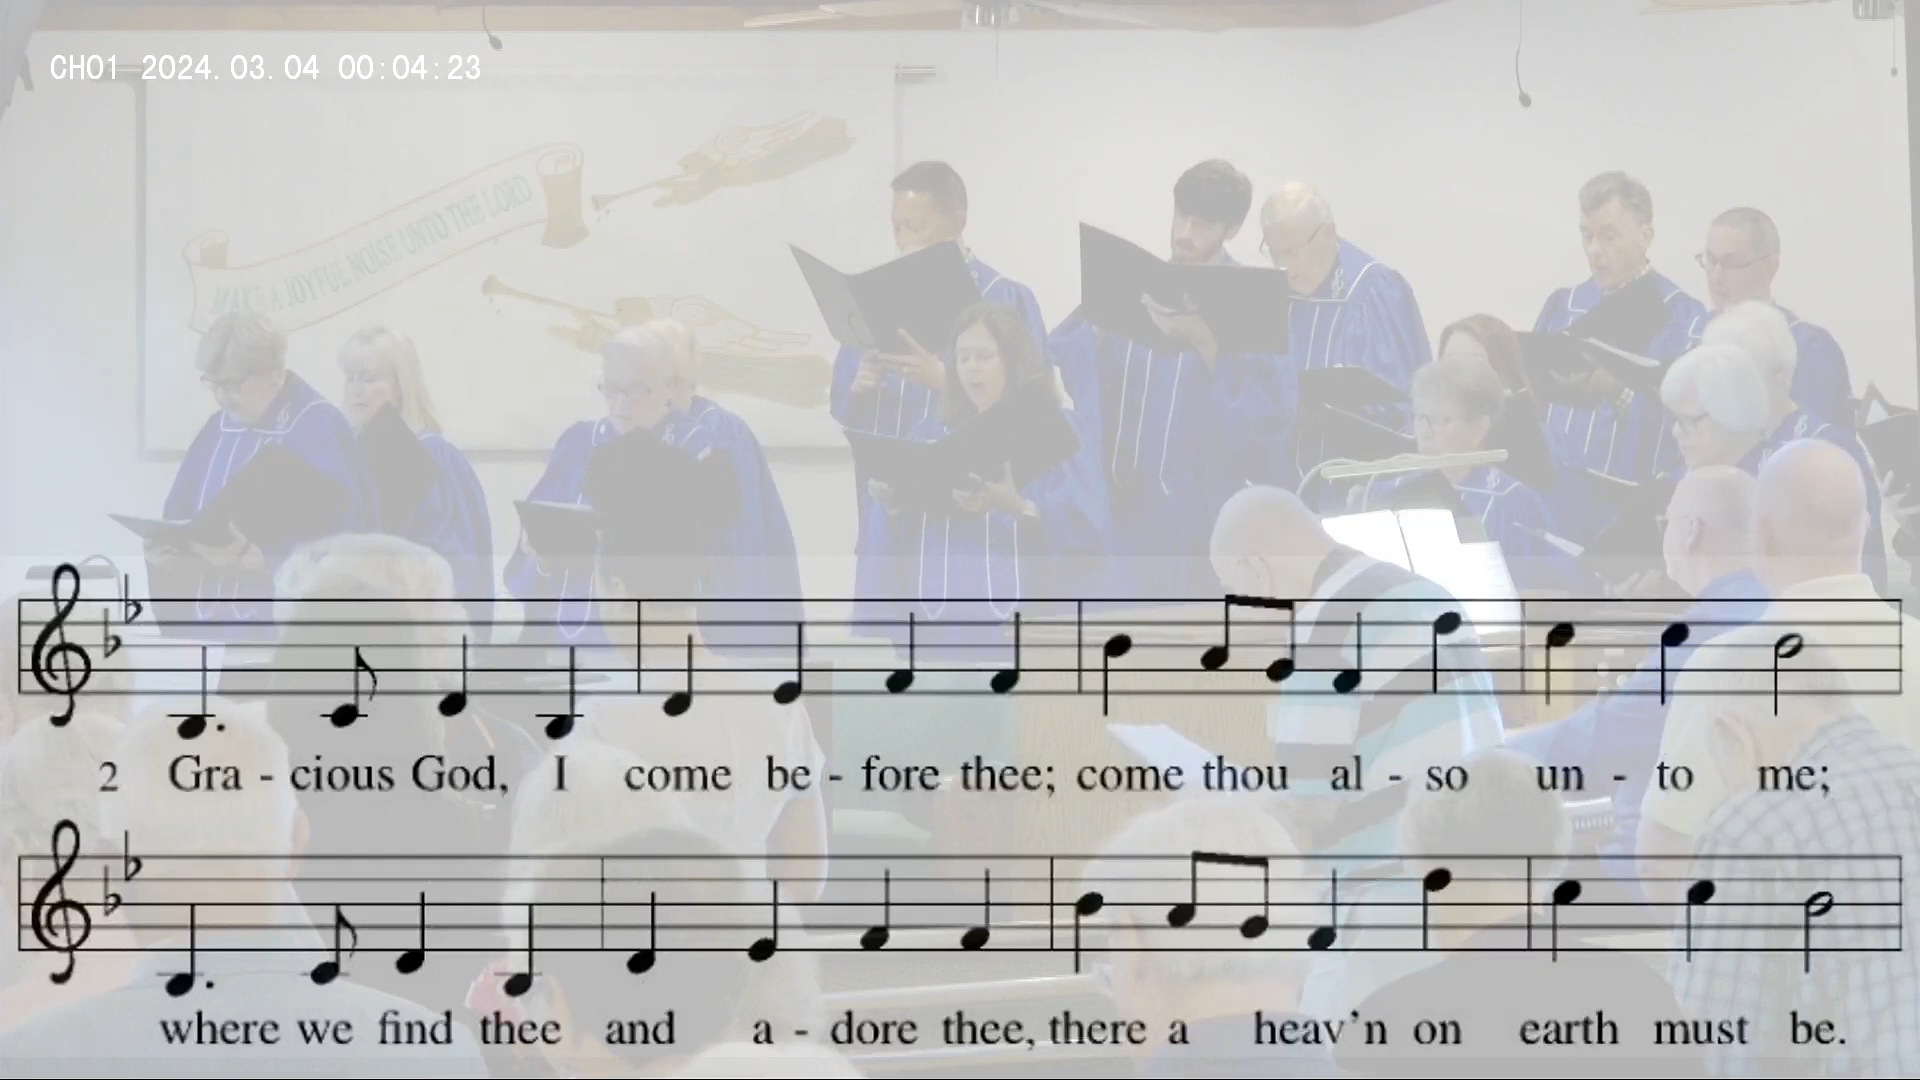 CH01 2024.03.04 00:04:23
MAKE A JOYFUL NOISE UNTO THE LORD
2 Gra - cious God, I come be - fore thee; come thou al - so un - to me;
where we find thee and a - dore thee, there a heav'n on earth must be.